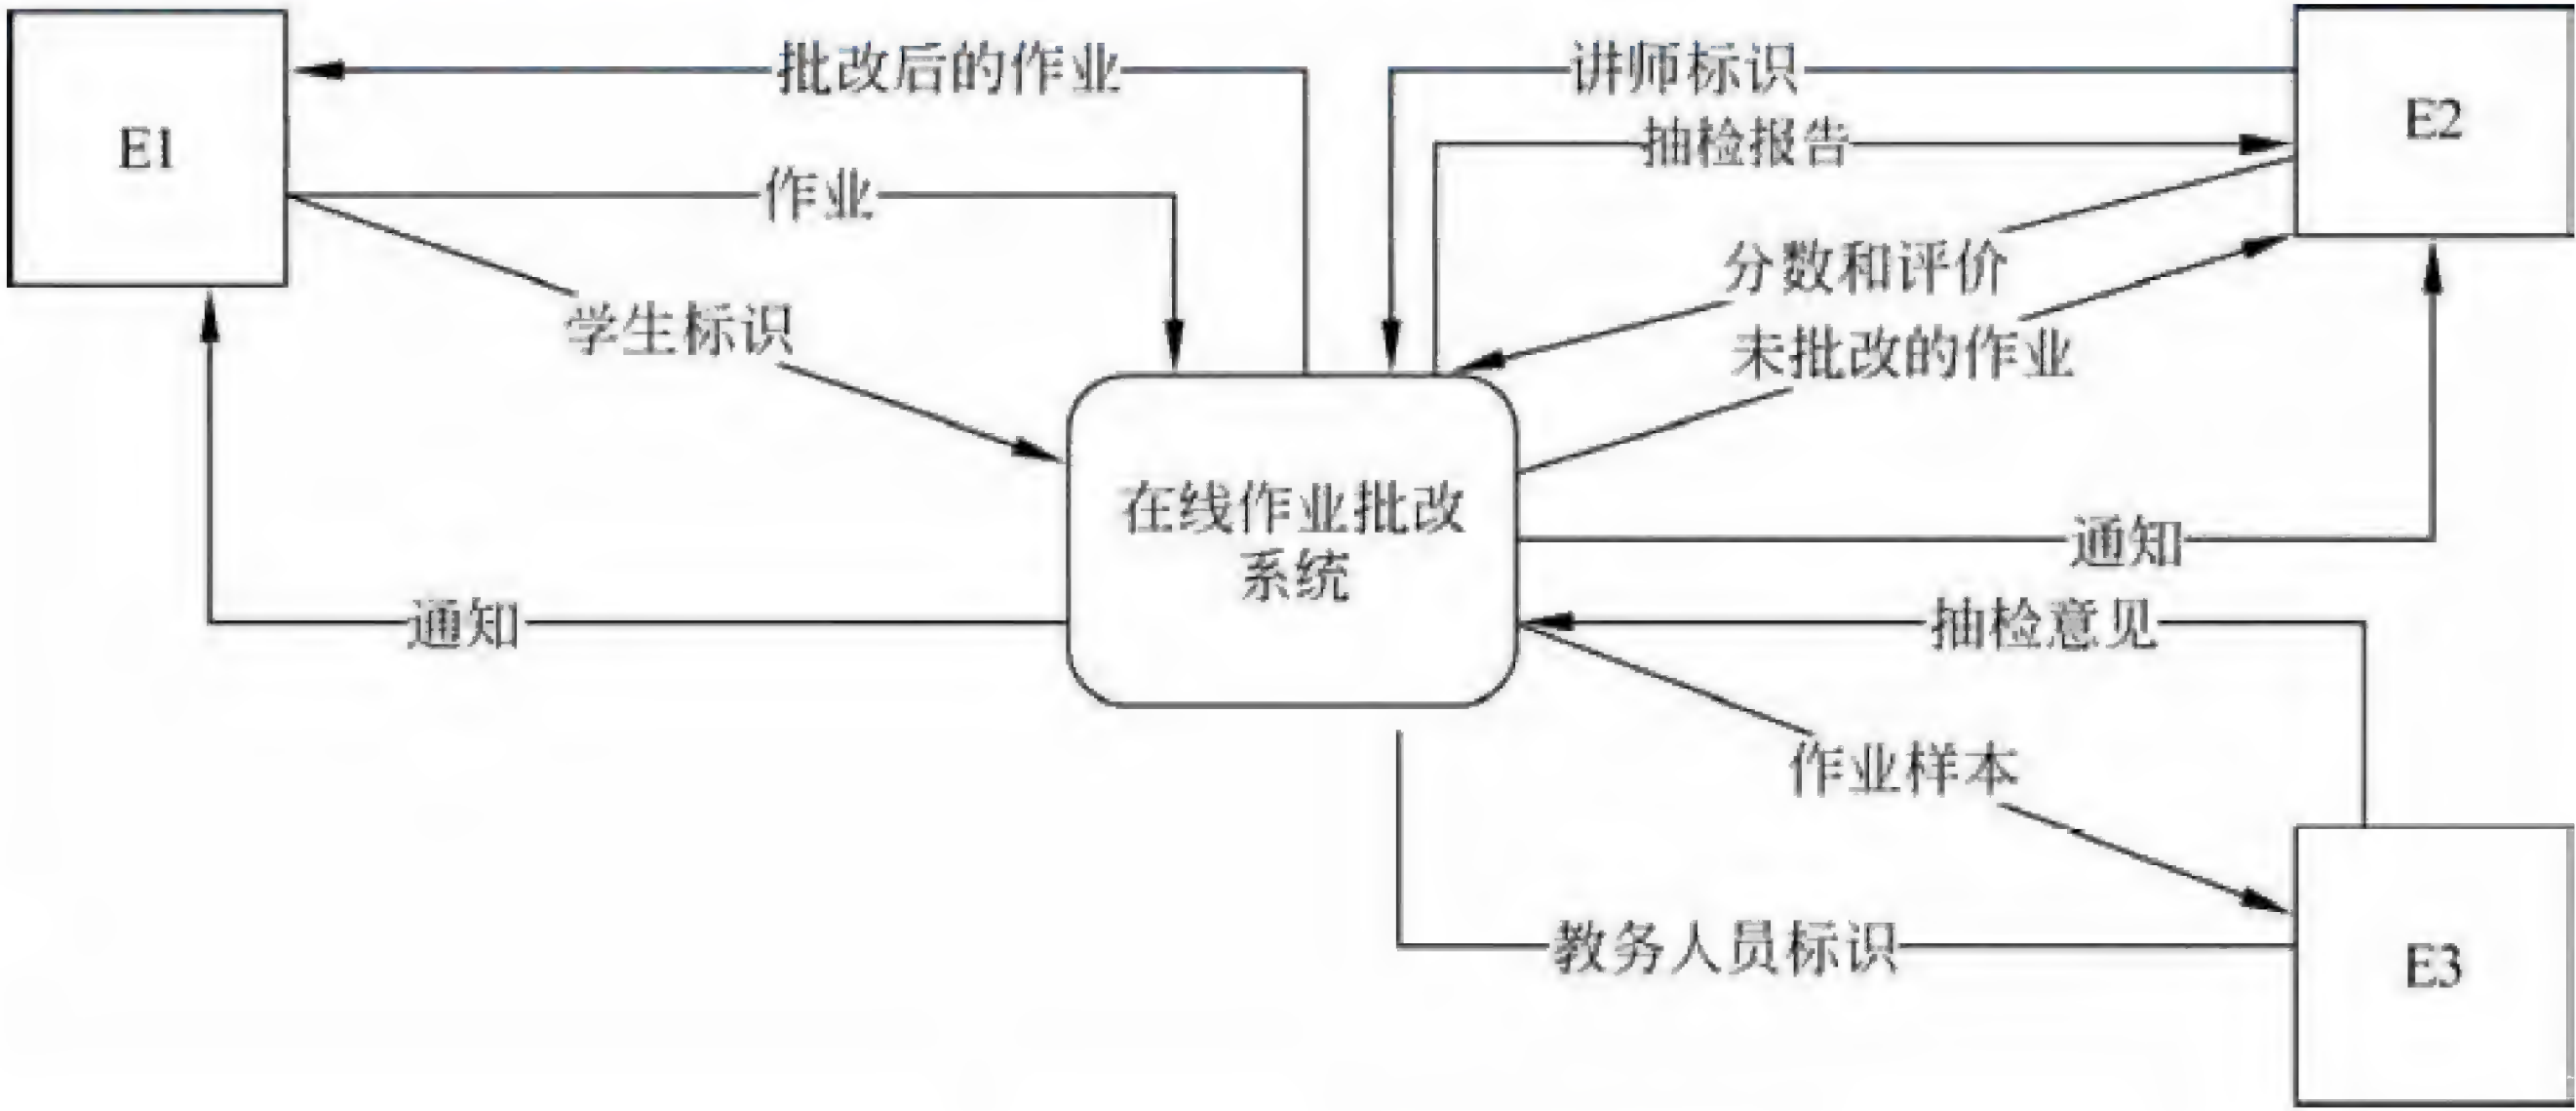 批改后的作业
讲师标识
E1
E2
抽检报告
作业
分数和评价
学生标识
未批改的作业
在线作业批改
系统
通知
通知
抽检意见
作业样本
教务人员标识
E3